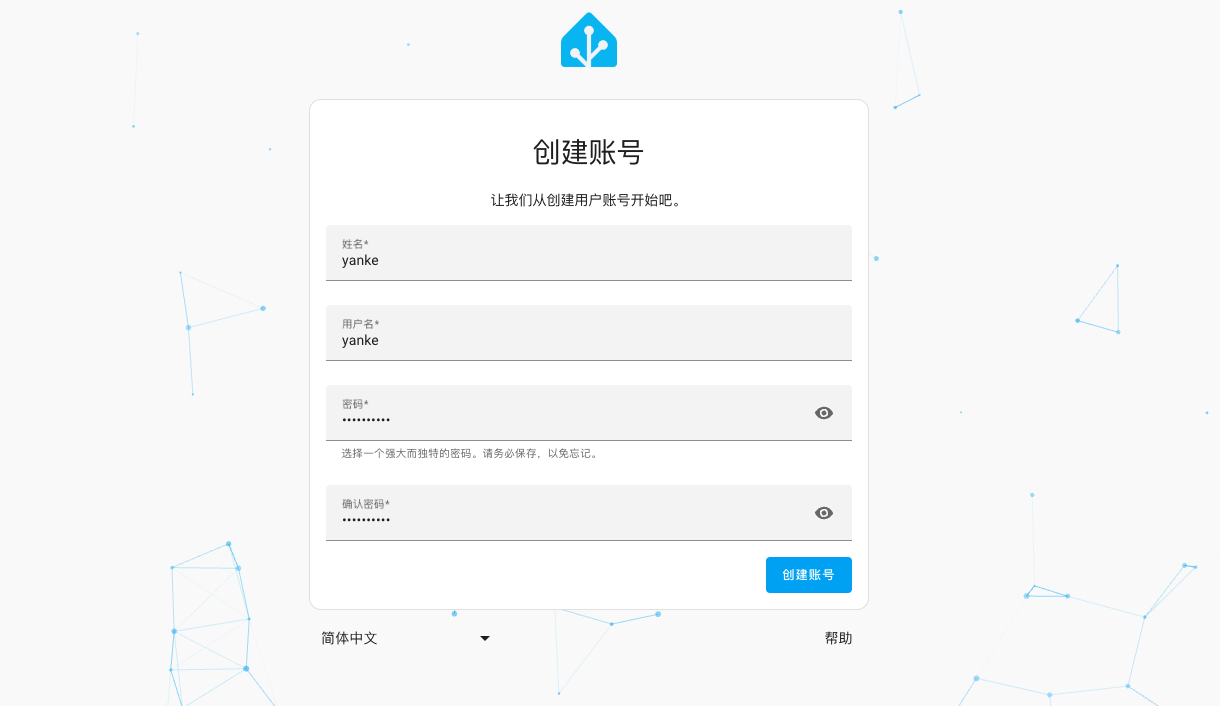 创建账号
让我们从创建用户账号开始吧。
姓名*
yanke
用户名*
yanke
密码*
••••••••••
选择一个强大而独特的密码。请务必保存，以免忘记。
确认密码*
••••••••••
创建账号
简体中文
帮助